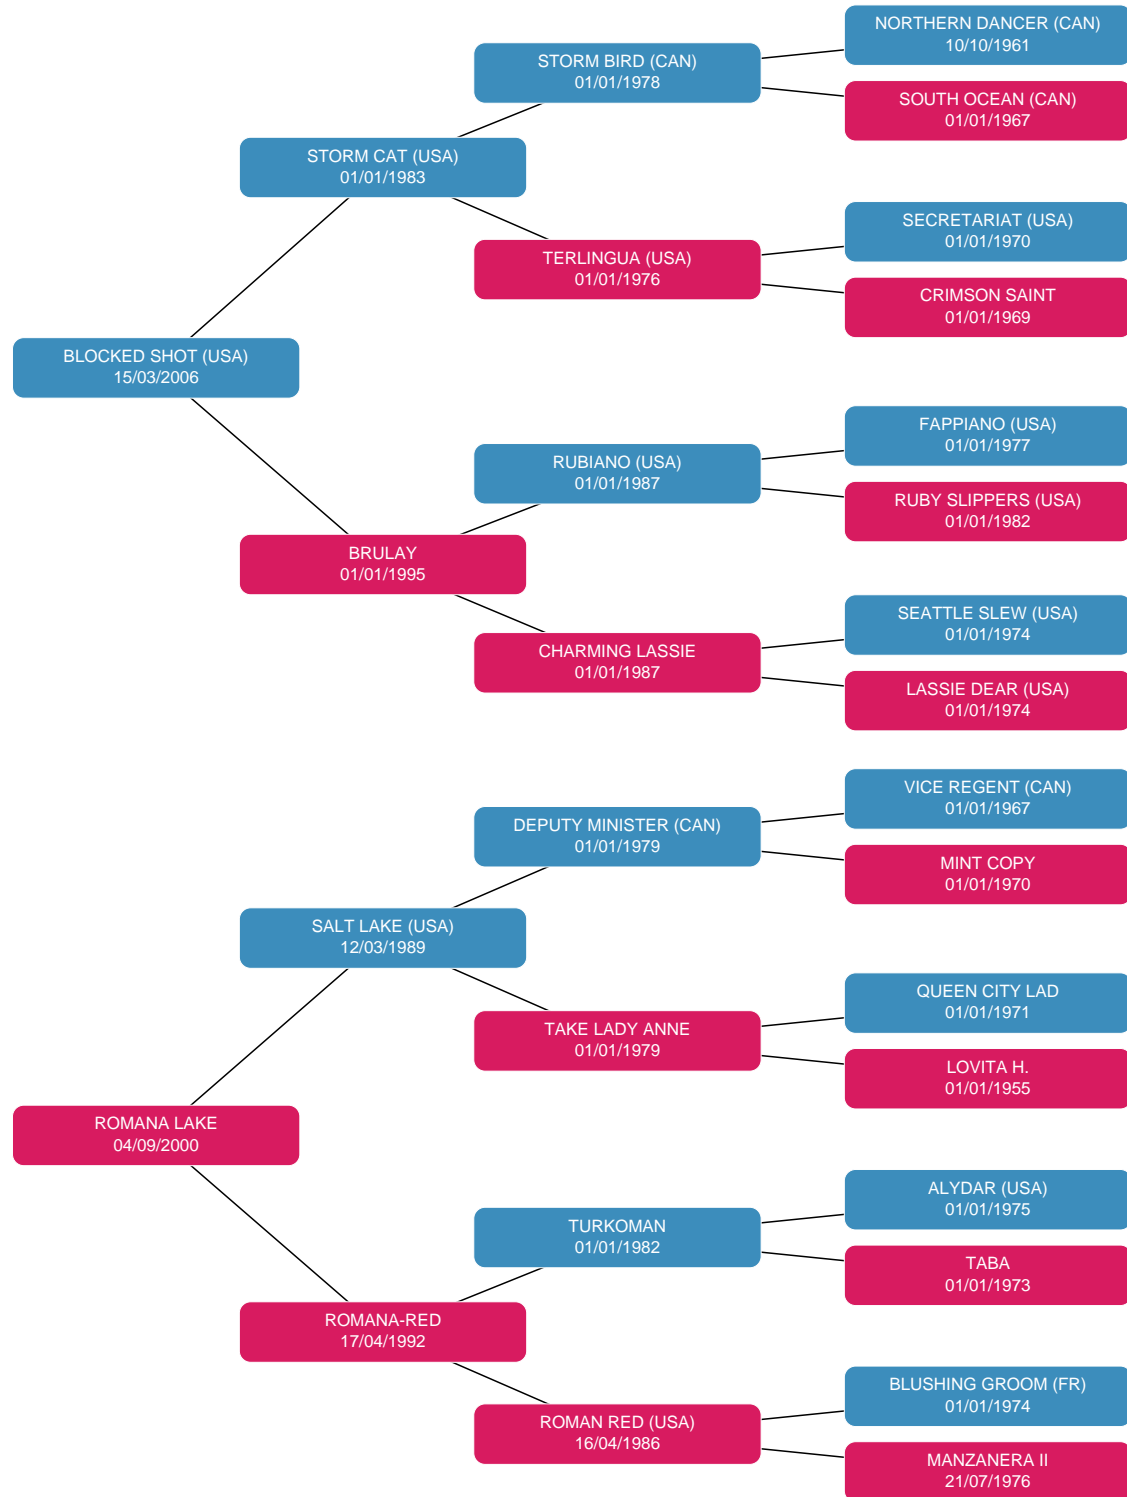 NORTHERN DANCER (CAN)
10/10/1961
STORM BIRD (CAN)
01/01/1978
SOUTH OCEAN (CAN)
01/01/1967
STORM CAT (USA)
01/01/1983
SECRETARIAT (USA)
01/01/1970
TERLINGUA (USA)
01/01/1976
CRIMSON SAINT
01/01/1969
BLOCKED SHOT (USA)
15/03/2006
FAPPIANO (USA)
01/01/1977
RUBIANO (USA)
01/01/1987
RUBY SLIPPERS (USA)
01/01/1982
BRULAY
01/01/1995
SEATTLE SLEW (USA)
01/01/1974
CHARMING LASSIE
01/01/1987
LASSIE DEAR (USA)
01/01/1974
VICE REGENT (CAN)
01/01/1967
DEPUTY MINISTER (CAN)
01/01/1979
MINT COPY
01/01/1970
SALT LAKE (USA)
12/03/1989
QUEEN CITY LAD
01/01/1971
TAKE LADY ANNE
01/01/1979
LOVITA H.
01/01/1955
ROMANA LAKE
04/09/2000
ALYDAR (USA)
01/01/1975
TURKOMAN
01/01/1982
TABA
01/01/1973
ROMANA-RED
17/04/1992
BLUSHING GROOM (FR)
01/01/1974
ROMAN RED (USA)
16/04/1986
MANZANERA II
21/07/1976